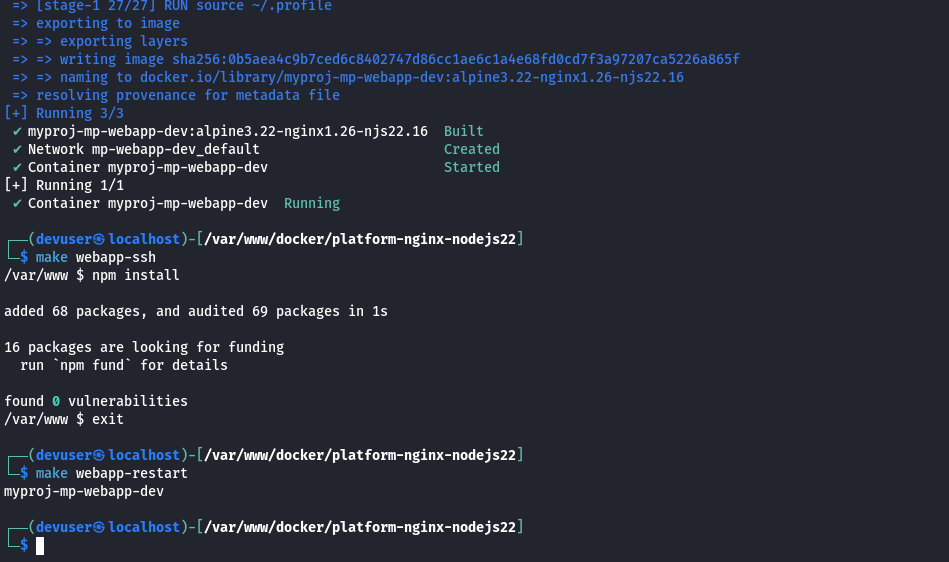 => [stage-1 27/27] RUN source ~/.profile
=> exporting to image
=> => exporting layers
=> => writing image sha256:0b5aea4c9b7ced6c8402747d86cc1ae6c1a4e68fd0cd7f3a97207ca5226a865f
=> => naming to docker.io/library/myproj-mp-webapp-dev:alpine3.22-nginx1.26-njs22.16
=> resolving provenance for metadata file
[+] Running 3/3
✔ myproj-mp-webapp-dev:alpine3.22-nginx1.26-njs22.16 Built
✔ Network mp-webapp-dev_default Created
✔ Container myproj-mp-webapp-dev Started
[+] Running 1/1
✔ Container myproj-mp-webapp-dev Running
┌──(devuser㉿localhost)-[/var/www/docker/platform-nginx-nodejs22]
└─$ make webapp-ssh
/var/www $ npm install
added 68 packages, and audited 69 packages in 1s
16 packages are looking for funding
run `npm fund` for details
found 0 vulnerabilities
/var/www $ exit
┌──(devuser㉿localhost)-[/var/www/docker/platform-nginx-nodejs22]
└─$ make webapp-restart
myproj-mp-webapp-dev
┌──(devuser㉿localhost)-[/var/www/docker/platform-nginx-nodejs22]
└─$